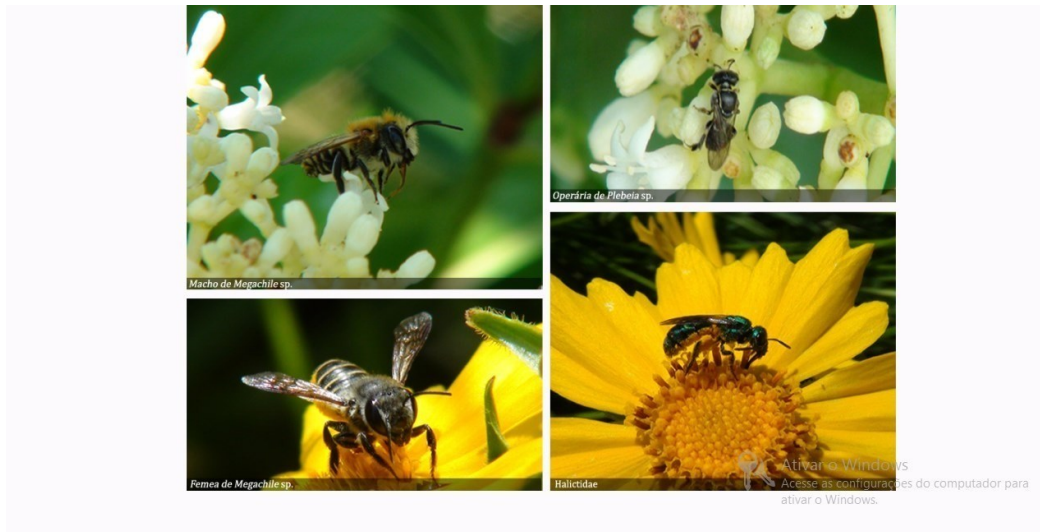 Macho de Megachile sp.
Operária de Plebeia sp.
Femea de Megachile sp.
Halictidae
Ativar o Windows
Acesse as configurações do computador para
ativar o Windows.